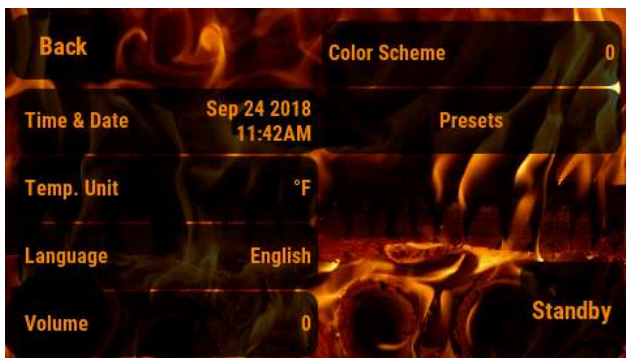 Back
Color Scheme 0
Time & Date Sep 24 2018
11:42AM
Presets
Temp. Unit °F
Language English
Volume 0
Standby